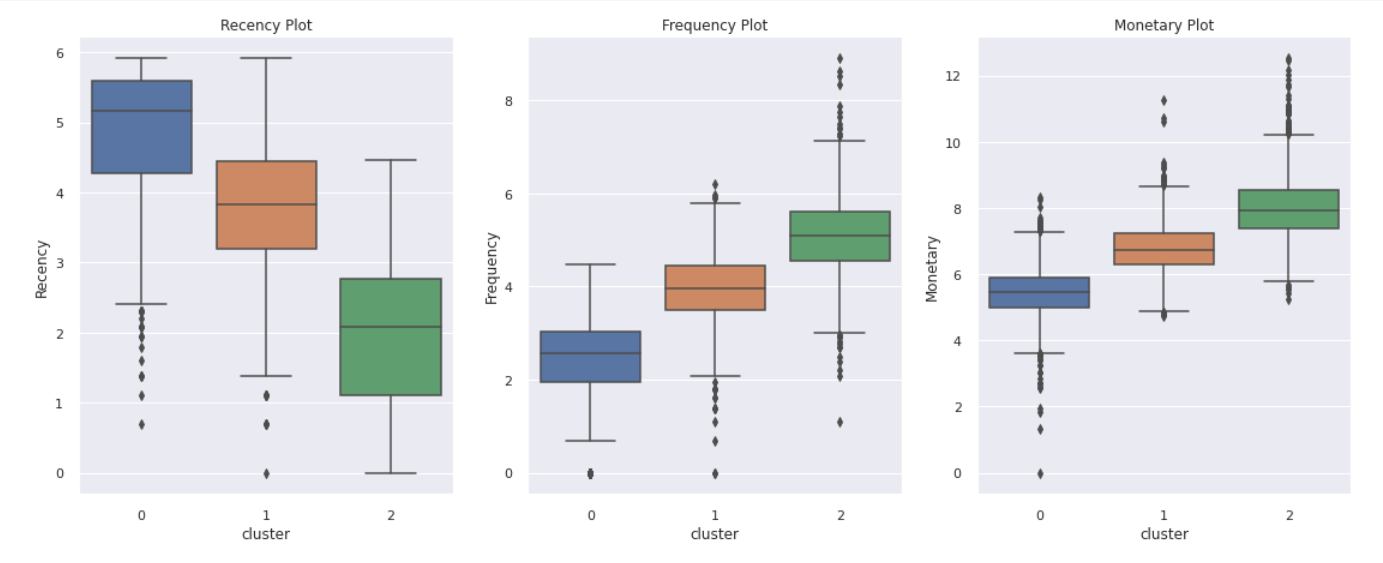 Recency Plot
6
5
4
3
2
1
0
Recency
0 1 2
cluster
Frequency Plot
8
6
4
2
0
Frequency
0 1 2
cluster
Monetary Plot
12
10
8
6
4
2
0
Monetary
0 1 2
cluster